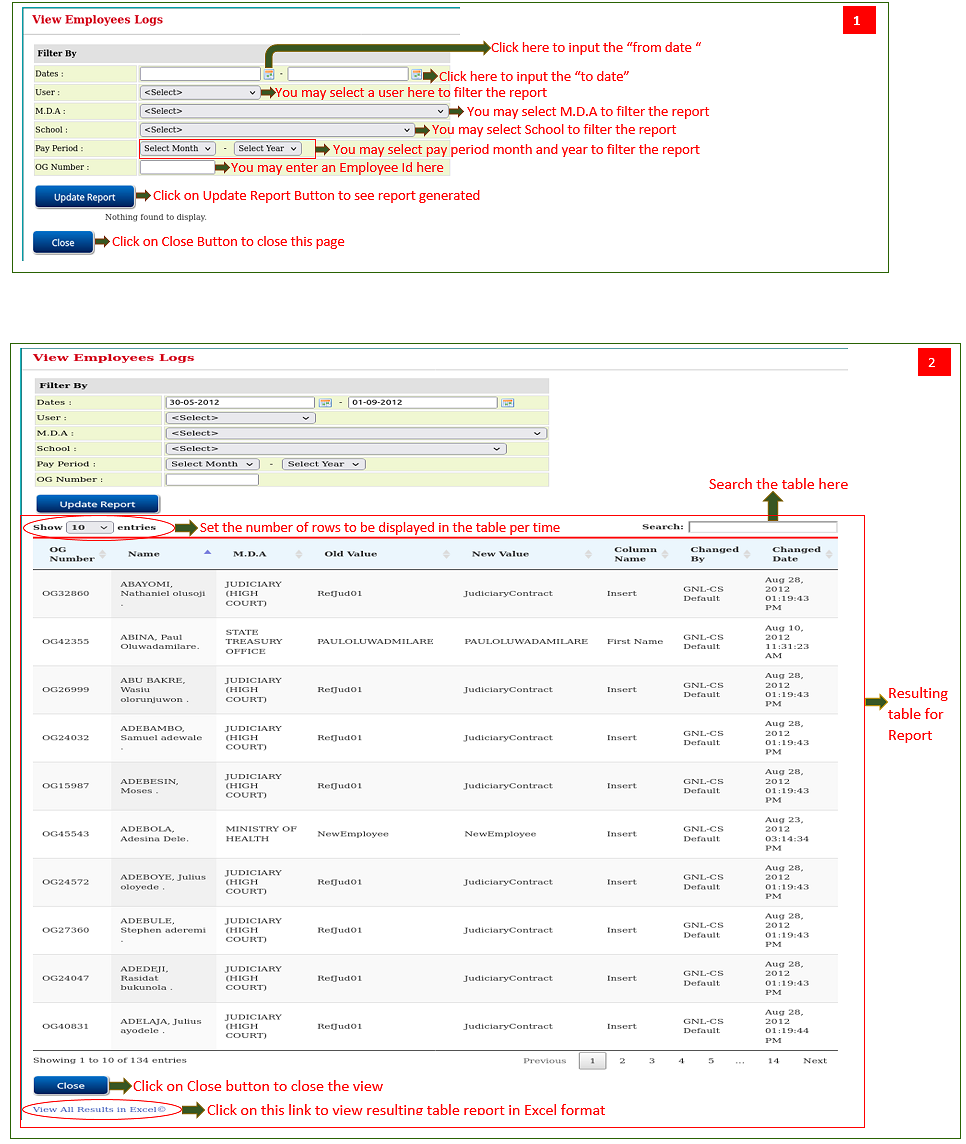 View Employees Logs
1
Filter By
Click here to input the “from date “
Dates :
-
Click here to input the “to date”
User :
<Select>
You may select a user here to filter the report
M.D.A :
<Select>
You may select M.D.A to filter the report
School :
<Select>
You may select School to filter the report
Pay Period :
Select Month - Select Year
You may select pay period month and year to filter the report
OG Number :
You may enter an Employee Id here
Update Report
Click on Update Report Button to see report generated
Nothing found to display.
Close
Click on Close Button to close this page
View Employees Logs
2
Filter By
Dates :
30-05-2012 - 01-09-2012
User :
<Select>
M.D.A :
<Select>
School :
<Select>
Pay Period :
Select Month - Select Year
OG Number :
Update Report
Search the table here
Show 10 entries
Set the number of rows to be displayed in the table per time
Search:
OG Number
Name
M.D.A
Old Value
New Value
Column Name
Changed By
Changed Date
OG32860
ABAYOMI,
Nathaniel olusoji
.
JUDICIARY
(HIGH
COURT)
RefJud01
JudiciaryContract
Insert
GNL-CS
Default
Aug 28,
2012
01:19:43
PM
OG42355
ABINA, Paul
Oluwadamilare.
STATE
TREASURY
OFFICE
PAULOLUWADMILARE
PAULOLUWADAMILARE
First Name
GNL-CS
Default
Aug 10,
2012
11:31:23
AM
OG26999
ABU BAKRE,
Wasiu
olorunjuwon .
JUDICIARY
(HIGH
COURT)
RefJud01
JudiciaryContract
Insert
GNL-CS
Default
Aug 28,
2012
01:19:43
PM
OG24032
ADEBAMBO,
Samuel adewale
.
JUDICIARY
(HIGH
COURT)
RefJud01
JudiciaryContract
Insert
GNL-CS
Default
Aug 28,
2012
01:19:43
PM
OG15987
ADEBESIN,
Moses .
JUDICIARY
(HIGH
COURT)
RefJud01
JudiciaryContract
Insert
GNL-CS
Default
Aug 28,
2012
01:19:43
PM
OG45543
ADEBOLA,
Adesina Dele.
MINISTRY OF
HEALTH
NewEmployee
NewEmployee
Insert
GNL-CS
Default
Aug 23,
2012
03:14:34
PM
OG24572
ADEBOYE, Julius
oloyede .
JUDICIARY
(HIGH
COURT)
RefJud01
JudiciaryContract
Insert
GNL-CS
Default
Aug 28,
2012
01:19:43
PM
OG27360
ADEBULE,
Stephen aderemi
.
JUDICIARY
(HIGH
COURT)
RefJud01
JudiciaryContract
Insert
GNL-CS
Default
Aug 28,
2012
01:19:43
PM
OG24047
ADEDEJI,
Rasidat
bukunola .
JUDICIARY
(HIGH
COURT)
RefJud01
JudiciaryContract
Insert
GNL-CS
Default
Aug 28,
2012
01:19:43
PM
OG40831
ADELAJA, Julius
ayodele .
JUDICIARY
(HIGH
COURT)
RefJud01
JudiciaryContract
Insert
GNL-CS
Default
Aug 28,
2012
01:19:44
PM
Resulting
table for
Report
Showing 1 to 10 of 134 entries
Previous 1 2 3 4 5 ... 14 Next
Close
Click on Close button to close the view
View All Results in Excel©
Click on this link to view resulting table report in Excel format